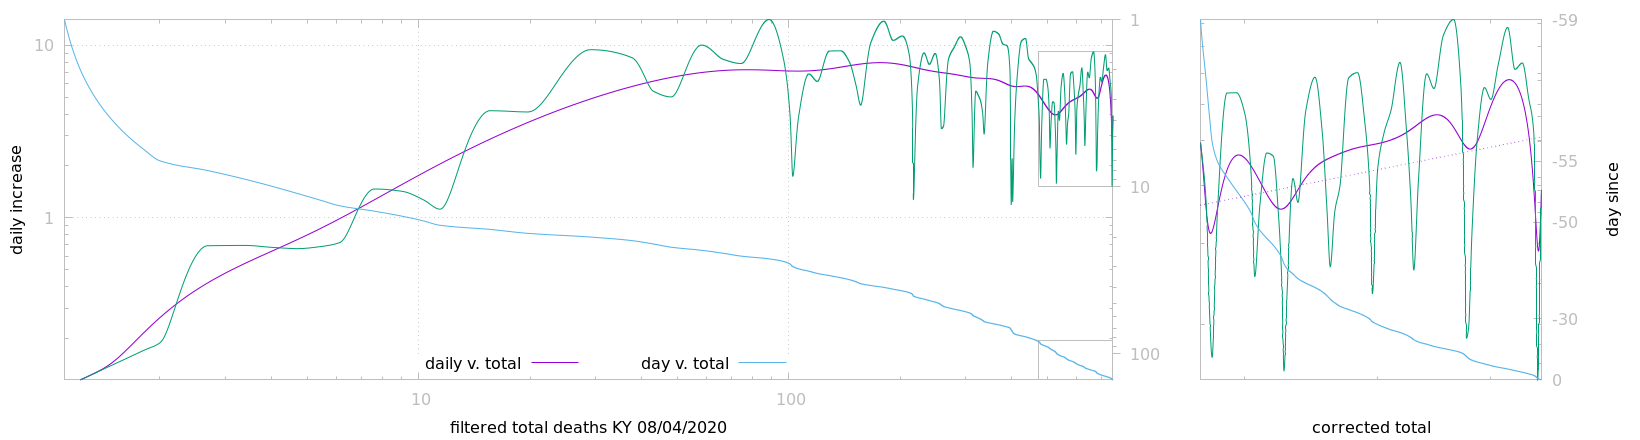 10
1
daily increase
daily v. total
day v. total
10
100
filtered total deaths KY 08/04/2020
1
10
100
-59
-55
-50
-30
0
day since
corrected total